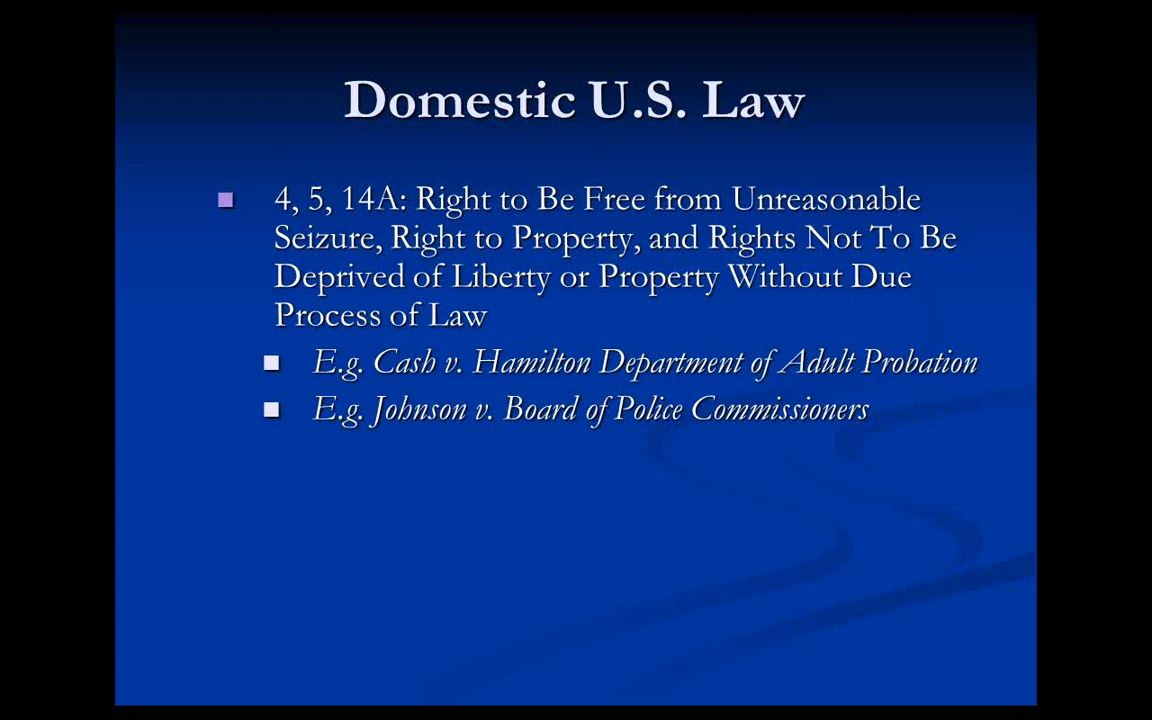 Domestic U.S. Law
4, 5, 14A: Right to Be Free from Unreasonable
Seizure, Right to Property, and Rights Not To Be
Deprived of Liberty or Property Without Due
Process of Law
E.g. Cash v. Hamilton Department of Adult Probation
E.g. Johnson v. Board of Police Commissioners